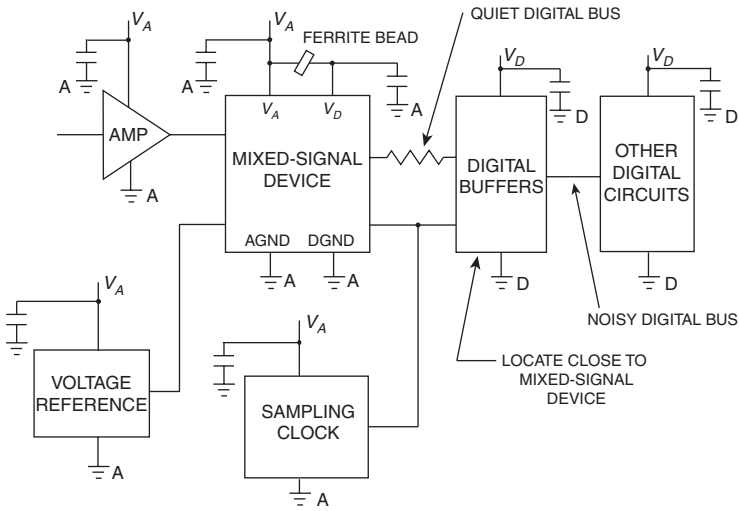 QUIET DIGITAL BUS
V_A
V_A
FERRITE BEAD
V_D
V_D
A
A
A
D
D
V_A
V_D
AMP
MIXED-SIGNAL
DEVICE
DIGITAL
BUFFERS
OTHER
DIGITAL
CIRCUITS
A
AGND
DGND
A
A
D
D
V_A
V_A
NOISY DIGITAL BUS
VOLTAGE
REFERENCE
SAMPLING
CLOCK
LOCATE CLOSE TO
MIXED-SIGNAL
DEVICE
A
A